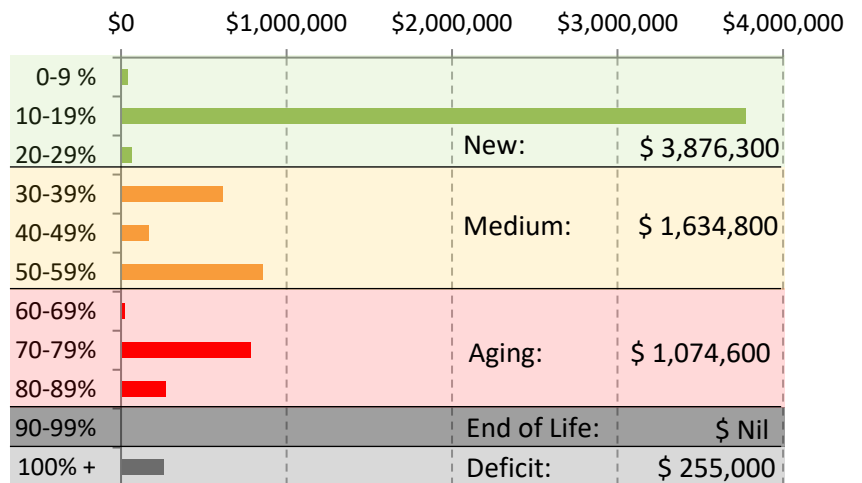 $0 $1,000,000 $2,000,000 $3,000,000 $4,000,000
0-9 %
10-19%
20-29%
New: $ 3,876,300
30-39%
40-49%
Medium: $ 1,634,800
50-59%
60-69%
70-79%
Aging: $ 1,074,600
80-89%
90-99% End of Life: $ Nil
100% + Deficit: $ 255,000